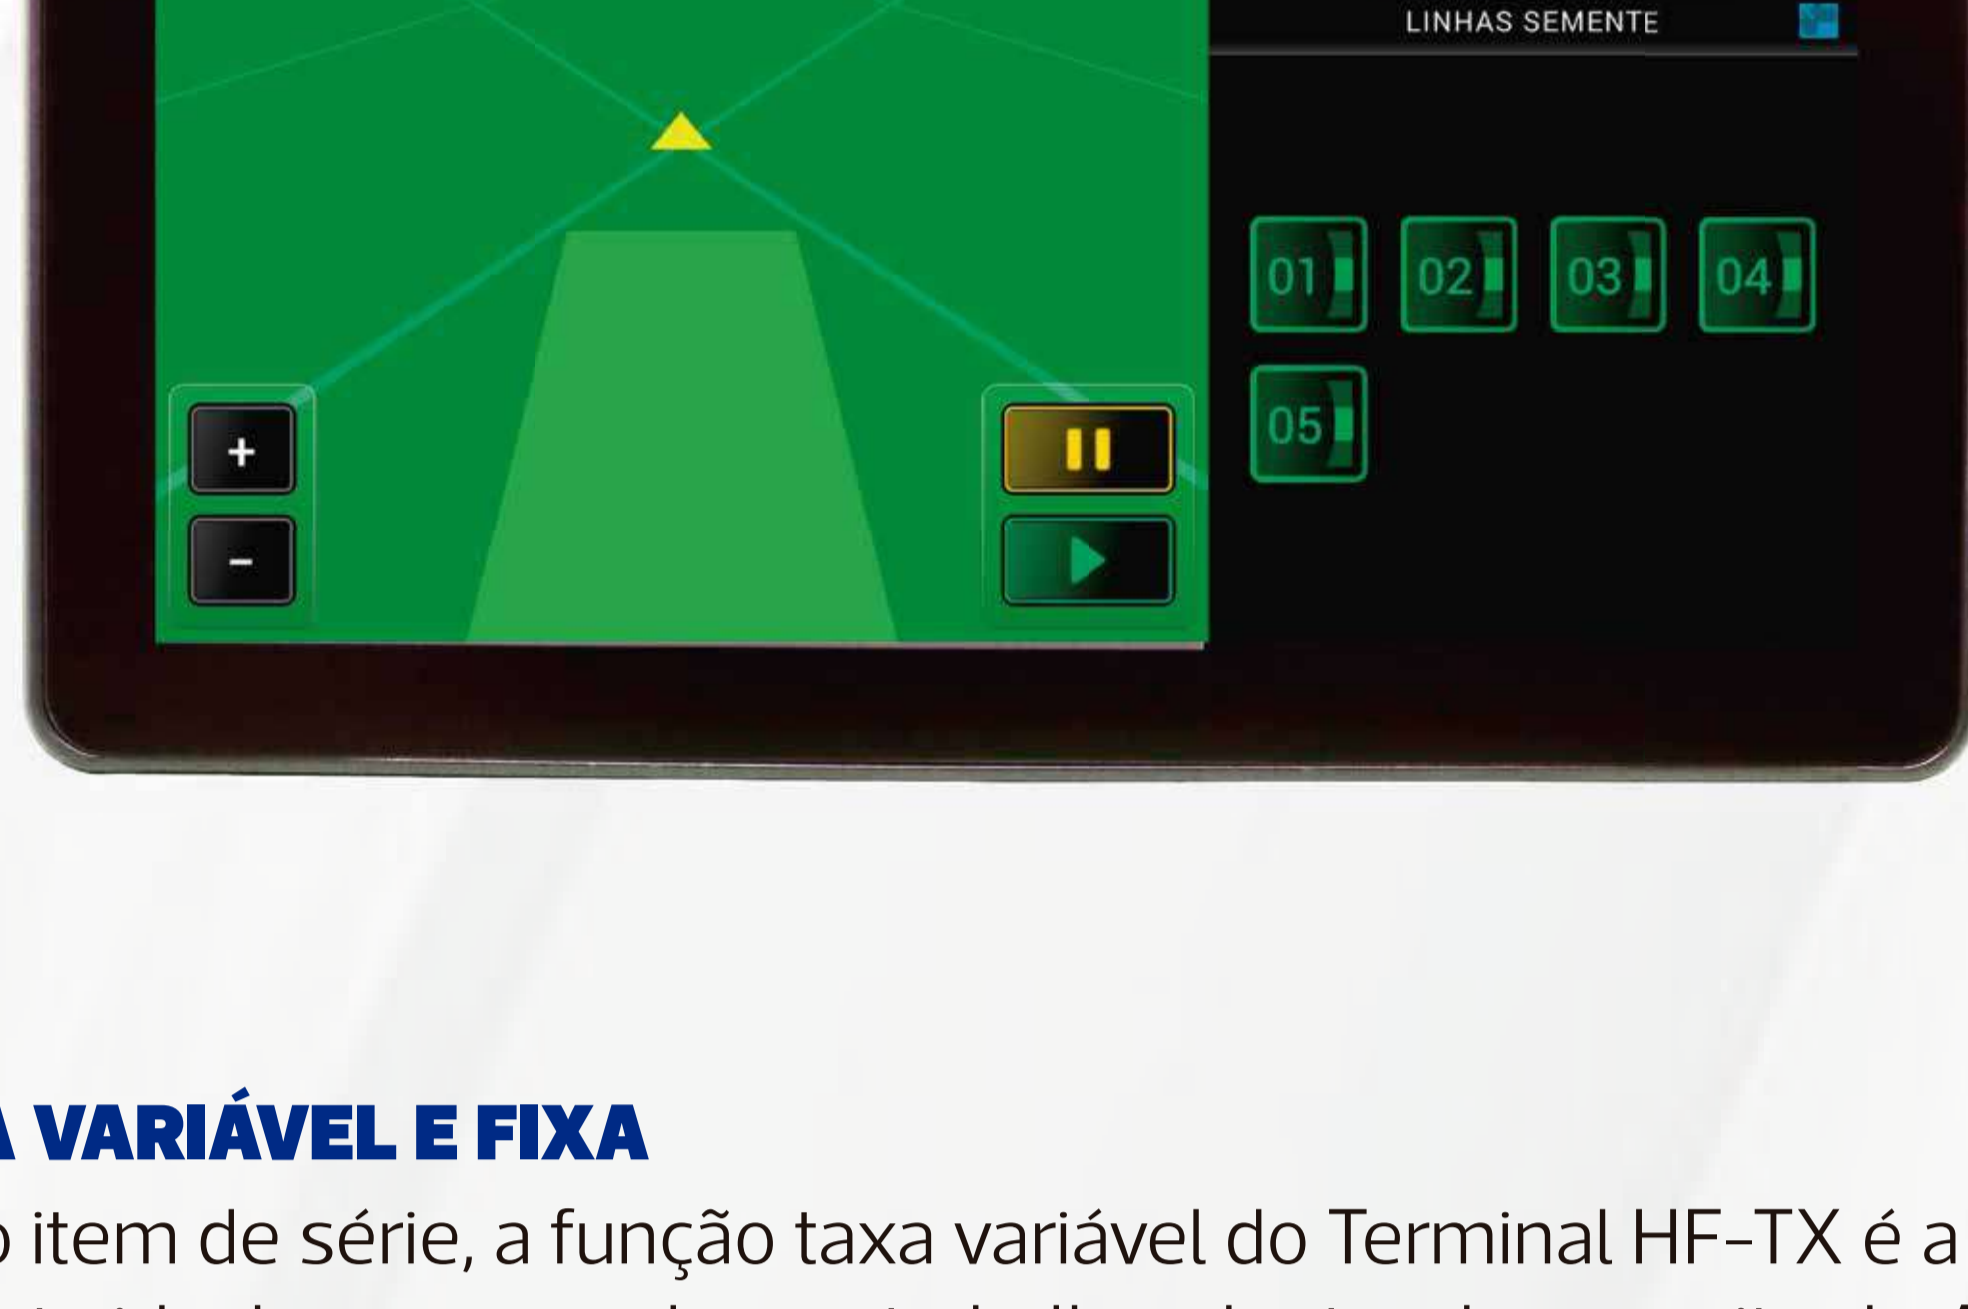 LINHAS SEMENTE
01 02 03 04
05
+
-
VARIÁVEL E FIXA
item de série, a função taxa variável do Terminal HF-TX é a